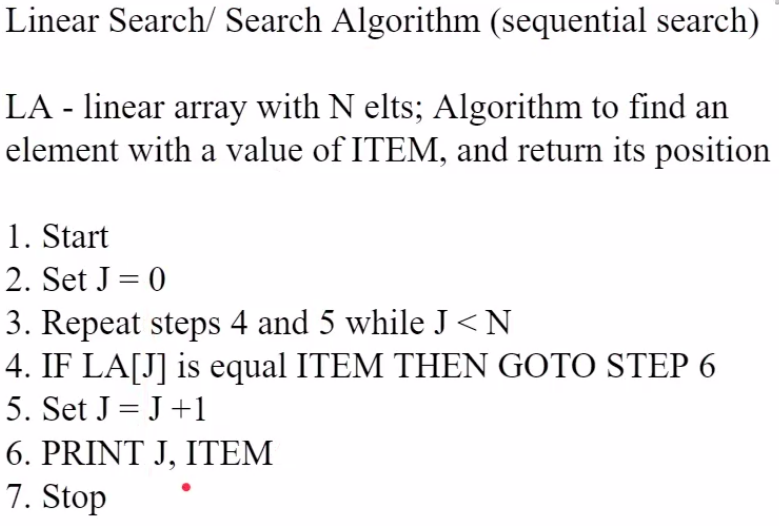 Linear Search/ Search Algorithm (sequential search)
LA - linear array with N elts; Algorithm to find an
element with a value of ITEM, and return its position
1. Start
2. Set J = 0
3. Repeat steps 4 and 5 while J < N
4. IF LA[J] is equal ITEM THEN GOTO STEP 6
5. Set J = J +1
6. PRINT J, ITEM
7. Stop